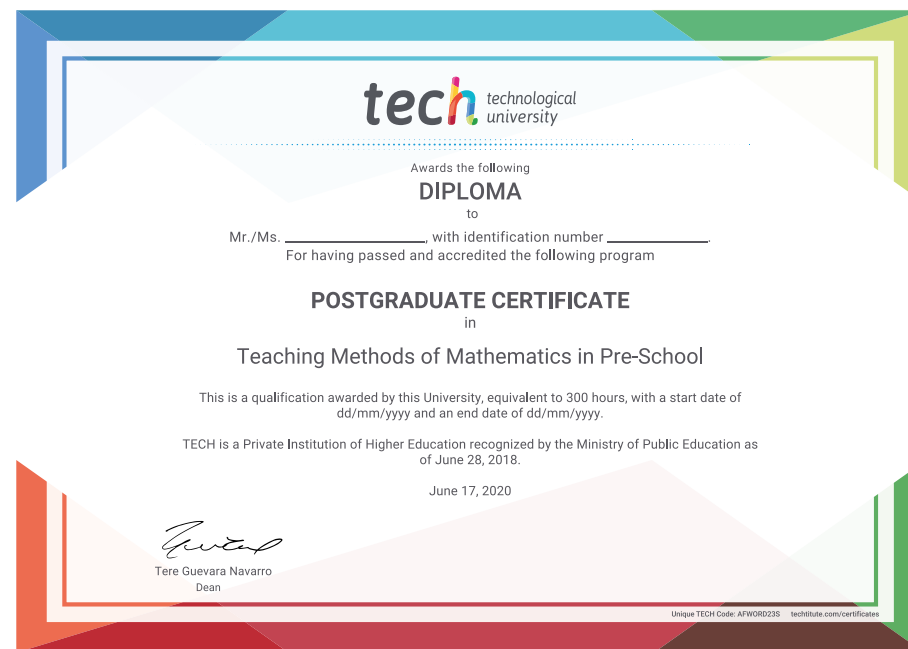 tech technological
university
Awards the following
DIPLOMA
to
Mr./Ms. ____________________, with identification number ____________________.
For having passed and accredited the following program
POSTGRADUATE CERTIFICATE
in
Teaching Methods of Mathematics in Pre-School
This is a qualification awarded by this University, equivalent to 300 hours, with a start date of
dd/mm/yyyy and an end date of dd/mm/yyyy.
TECH is a Private Institution of Higher Education recognized by the Ministry of Public Education as
of June 28, 2018.
June 17, 2020
Tere Guevara Navarro
Dean
Unique TECH Code: AFWORD23S techtitute.com/certificates